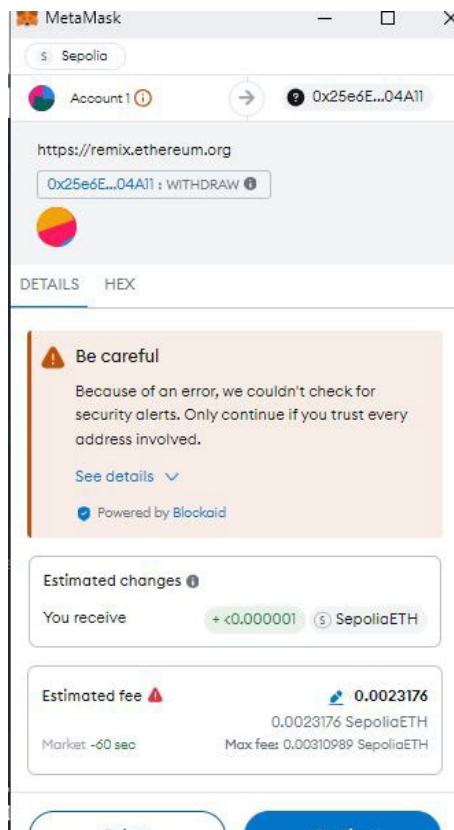 MetaMask
S Sepolia
Account 1 0x25e6E...04A11
https://remix.ethereum.org
0x25e6E...04A11 : WITHDRAW
DETAILS HEX
Be careful
Because of an error, we couldn't check for
security alerts. Only continue if you trust every
address involved.
See details
Powered by Blockaid
Estimated changes
You receive + <0.000001 S SepoliaETH
Estimated fee 0.0023176
0.0023176 SepoliaETH
Market ~60 sec Max fee: 0.00310989 SepoliaETH